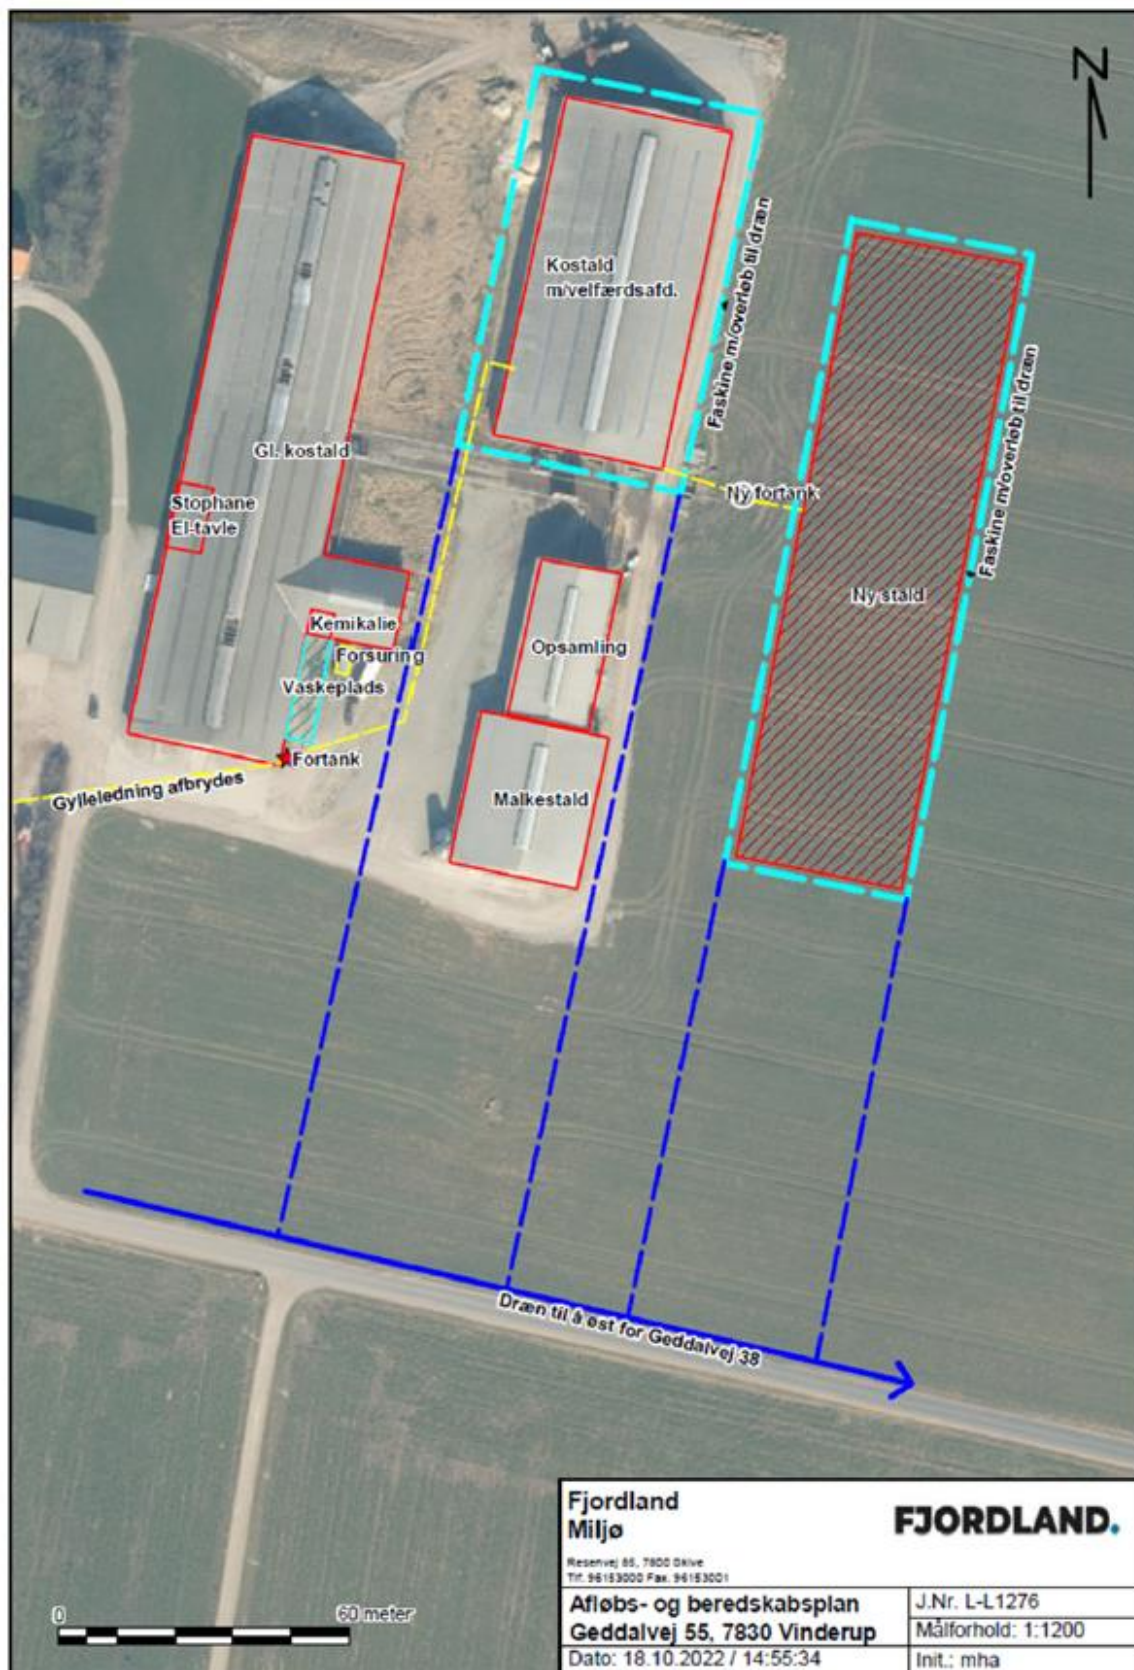 N
Kostald
m/velfærdsafd.
Faskine m/overløb til dræn
Faskine m/overløb til dræn
Gl. kostald
Stophane
El-tavle
Ny fortank
Ny stald
Kemikalie
Forsuring
Vaskeplads
Opsamling
Fortank
Gylleledning afbrydes
Malkestald
Dræn til å øst for Geddalvej 38
0 60 meter
Fjordland
Miljø
FJORDLAND.
Resenvej 85, 7800 Skive
Tlf. 96153000 Fax. 96153001
Afløbs- og beredskabsplan
Geddalvej 55, 7830 Vinderup
J.Nr. L-L1276
Målforhold: 1:1200
Dato: 18.10.2022 / 14:55:34
Init.: mha